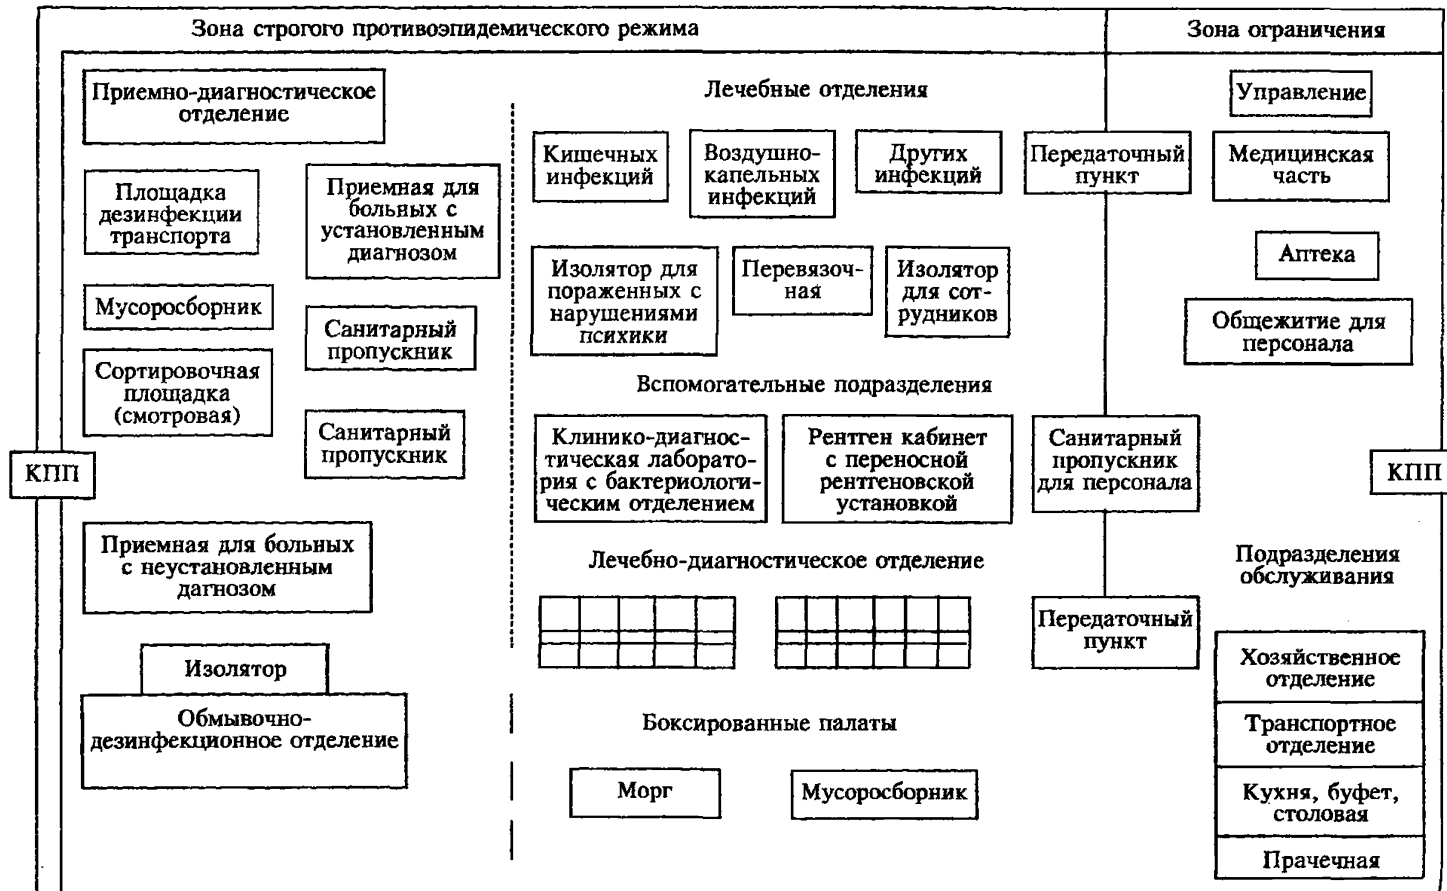 Зона строгого противоэпидемического режима
Зона ограничения
Приемно-диагностическое
отделение
Площадка
дезинфекции
транспорта
Приемная для
больных с
установленным
диагнозом
Мусоросборник
Санитарный
пропускник
Сортировочная
площадка
(смотровая)
Санитарный
пропускник
КПП
Приемная для больных
с неустановленным
дагнозом
Изолятор
Обмывочно-
дезинфекционное отделение
Лечебные отделения
Кишечных
инфекций
Воздушно-
капельных
инфекций
Других
инфекций
Изолятор для
пораженных с
нарушениями
психики
Перевязоч-
ная
Изолятор
для сот-
рудников
Вспомогательные подразделения
Клинико-диагнос-
тическая лаборато-
рия с бактериологи-
ческим отделением
Рентген кабинет
с переносной
рентгеновской
установкой
Лечебно-диагностическое отделение
Боксированные палаты
Морг
Мусоросборник
Передаточный
пункт
Санитарный
пропускник
для персонала
Передаточный
пункт
Управление
Медицинская
часть
Аптека
Общежитие для
персонала
КПП
Подразделения
обслуживания
Хозяйственное
отделение
Транспортное
отделение
Кухня, буфет,
столовая
Прачечная